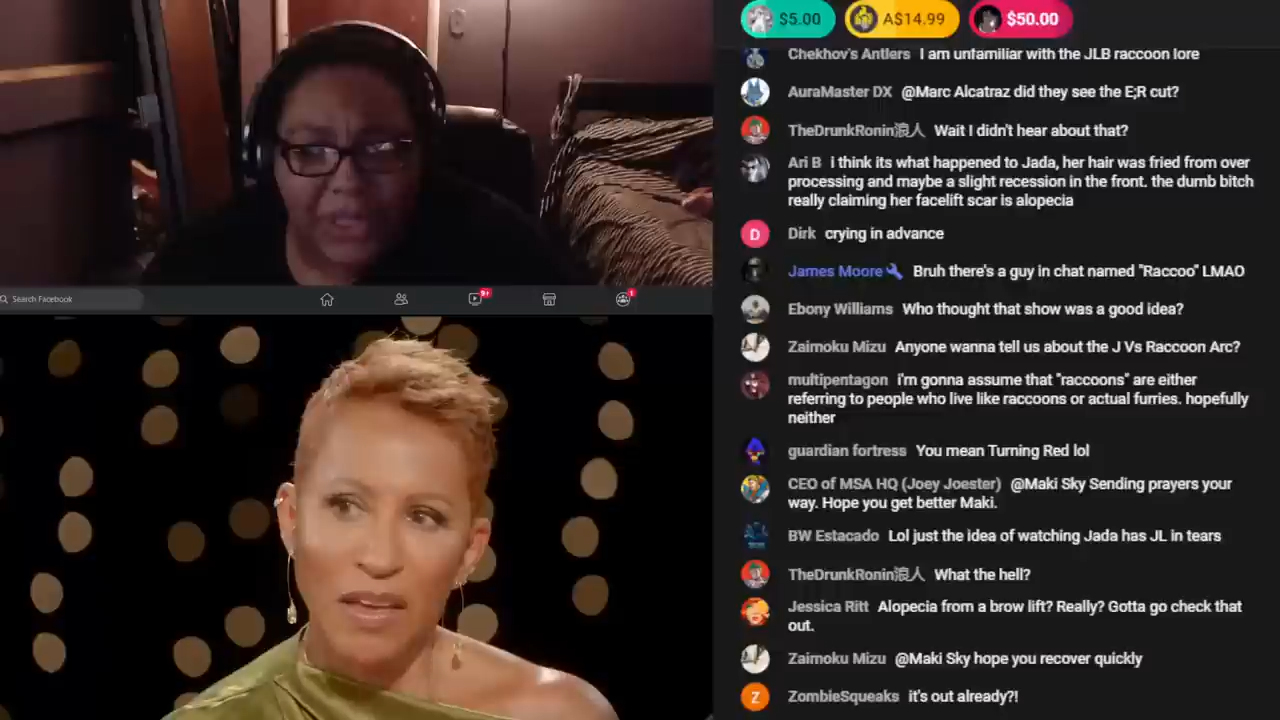 $5.00 A$14.99 $50.00
Chekhov's Antlers I am unfamiliar with the JLB raccoon lore
AuraMaster DX @Marc Alcatraz did they see the E;R cut?
TheDrunkRonin浪人 Wait I didn't hear about that?
Ari B i think its what happened to Jada, her hair was fried from over
processing and maybe a slight recession in the front. the dumb bitch
really claiming her facelift scar is alopecia
D Dirk crying in advance
James Moore Bruh there's a guy in chat named "Raccoo" LMAO
Ebony Williams Who thought that show was a good idea?
Zaimoku Mizu Anyone wanna tell us about the J Vs Raccoon Arc?
multipentagon i'm gonna assume that "raccoons" are either
referring to people who live like raccoons or actual furries. hopefully
neither
guardian fortress You mean Turning Red lol
CEO of MSA HQ (Joey Joester) @Maki Sky Sending prayers your
way. Hope you get better Maki.
BW Estacado Lol just the idea of watching Jada has JL in tears
TheDrunkRonin浪人 What the hell?
Jessica Ritt Alopecia from a brow lift? Really? Gotta go check that
out.
Zaimoku Mizu @Maki Sky hope you recover quickly
Z ZombieSqueaks it's out already?!
Search Facebook
9+ 1